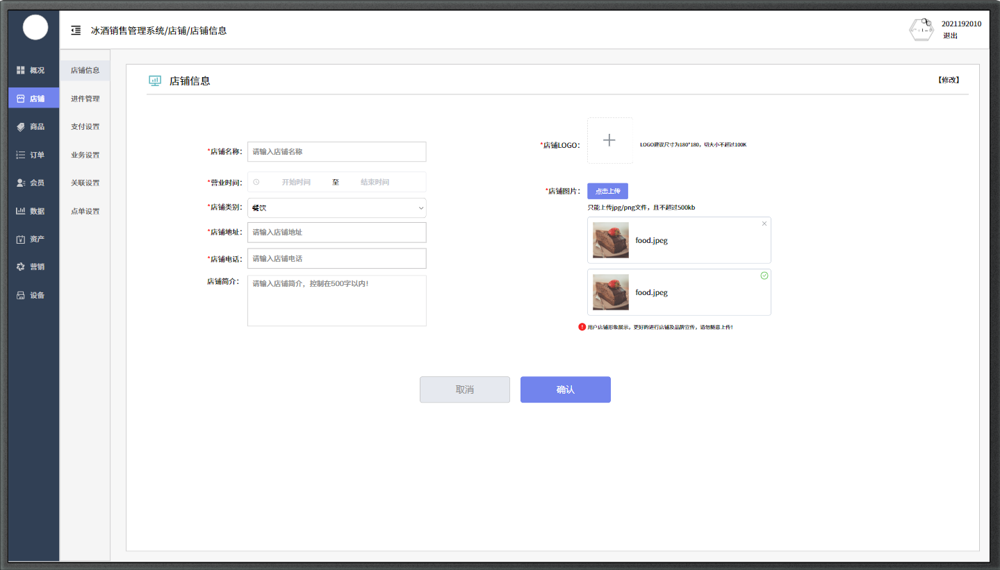 冰酒销售管理系统/店铺/店铺信息
2021192010
退出
概况
店铺
商品
订单
会员
数据
资产
营销
设备
店铺信息
进件管理
支付设置
业务设置
关联设置
点单设置
店铺信息
【修改】
*店铺名称： 请输入店铺名称
*营业时间： 开始时间 至 结束时间
*店铺类别： 餐饮
*店铺地址： 请输入店铺地址
*店铺电话： 请输入店铺电话
店铺简介： 请输入店铺简介，控制在500字以内！
*店铺LOGO： LOGO建议尺寸为180*180，切大小不超过100K
*店铺图片： 点击上传
只能上传jpg/png文件，且不超过500kb
food.jpeg
food.jpeg
用户店铺形象展示，更好的进行店铺及品牌宣传，请勿随意上传！
取消
确认